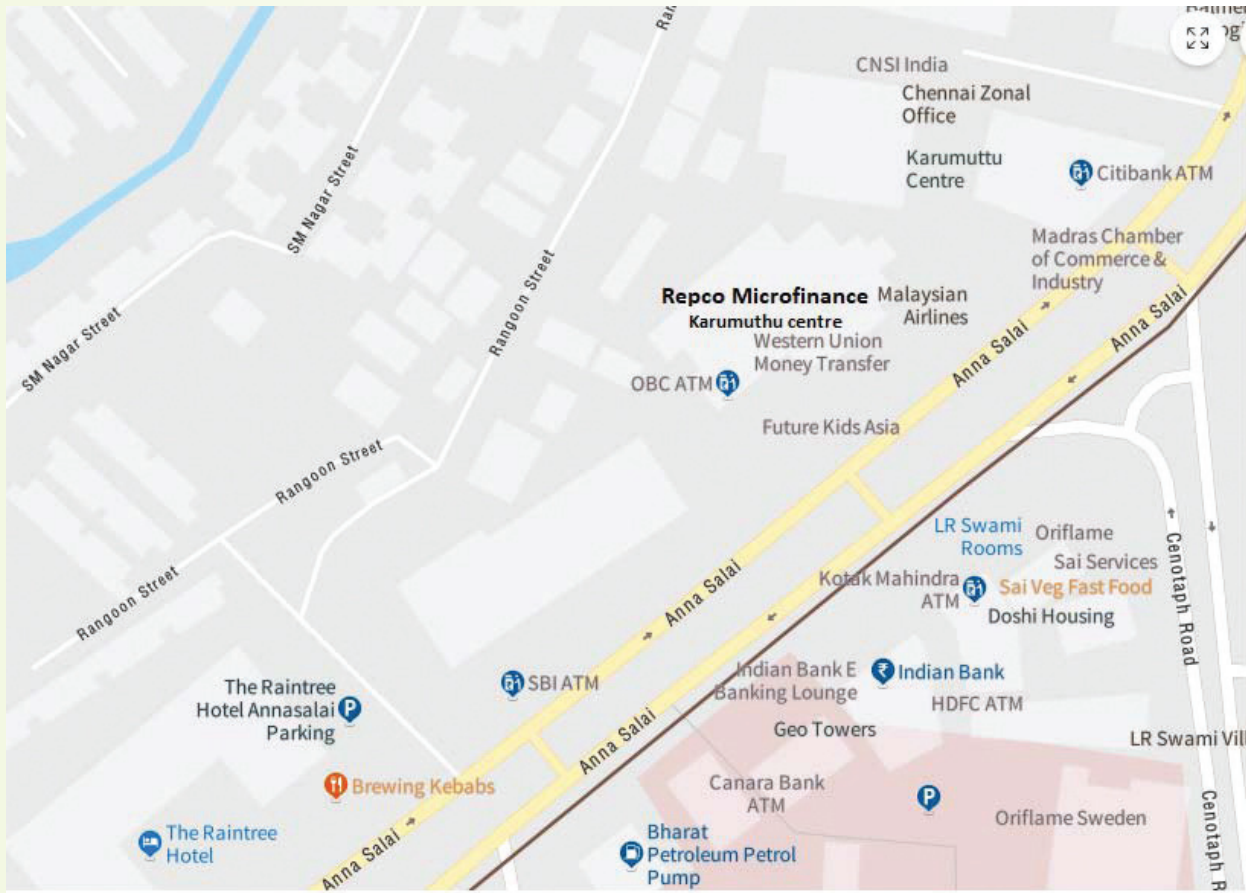 CNSI India
Chennai Zonal
Office
Karumuttu
Centre
Citibank ATM
SM Nagar Street
Madras Chamber
of Commerce &
Industry
Rangoon Street
Repco Microfinance
Karumuthu centre
Malaysian
Airlines
Anna Salai
Anna Salai
SM Nagar Street
Western Union
Money Transfer
OBC ATM
Future Kids Asia
Rangoon Street
LR Swami
Rooms
Oriflame
Sai Services
Kotak Mahindra
ATM
Sai Veg Fast Food
Doshi Housing
Cenotaph Road
Rangoon Street
Anna Salai
SBI ATM
Indian Bank E
Banking Lounge
Indian Bank
HDFC ATM
The Raintree
Hotel Annasalai
Parking
P
Geo Towers
Anna Salai
LR Swami Vill
Brewing Kebabs
Canara Bank
ATM
P
Oriflame Sweden
Cenotaph R
The Raintree
Hotel
Anna Salai
Bharat
Petroleum Petrol
Pump